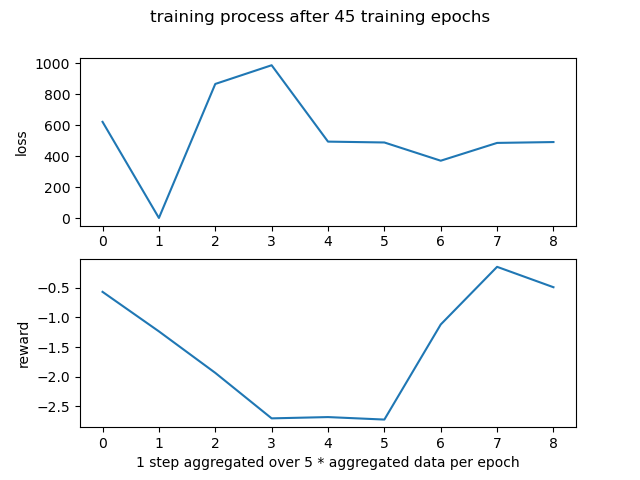 training process after 45 training epochs
1000
800
600
400
200
0
loss
0 1 2 3 4 5 6 7 8
−0.5
−1.0
−1.5
−2.0
−2.5
reward
0 1 2 3 4 5 6 7 8
1 step aggregated over 5 * aggregated data per epoch